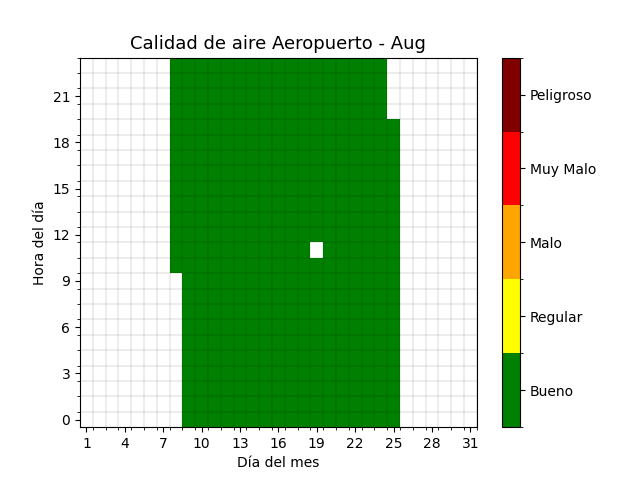 Calidad de aire Aeropuerto - Aug
Hora del día
21
18
15
12
9
6
3
0
1 4 7 10 13 16 19 22 25 28 31
Día del mes
Peligroso
Muy Malo
Malo
Regular
Bueno